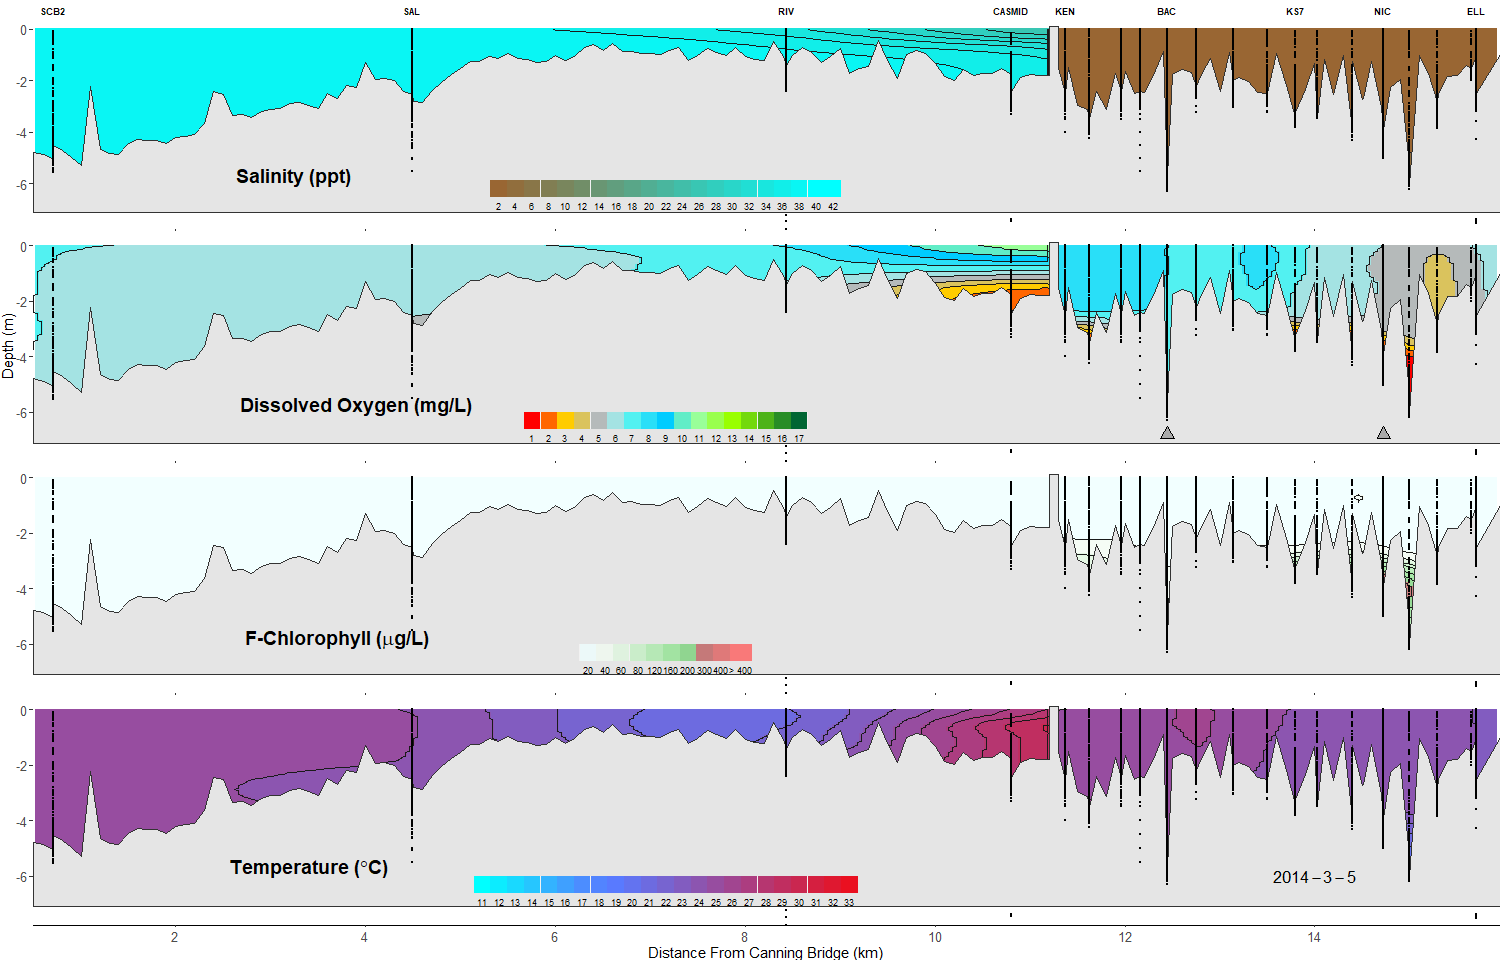 SCB2 SAL RIV CASMID KEN BAC KS7 NIC ELL
0
-2
-4
-6
Salinity (ppt)
2 4 6 8 10 12 14 16 18 20 22 24 26 28 30 32 34 36 38 40 42
0
-2
-4
-6
Depth (m)
Dissolved Oxygen (mg/L)
1 2 3 4 5 6 7 8 9 10 11 12 13 14 15 16 17
0
-2
-4
-6
F-Chlorophyll (µg/L)
20 40 60 80 120 160 200 300 400 > 400
0
-2
-4
-6
Temperature (°C)
2014-3-5
11 12 13 14 15 16 17 18 19 20 21 22 23 24 25 26 27 28 29 30 31 32 33
2 4 6 8 10 12 14
Distance From Canning Bridge (km)